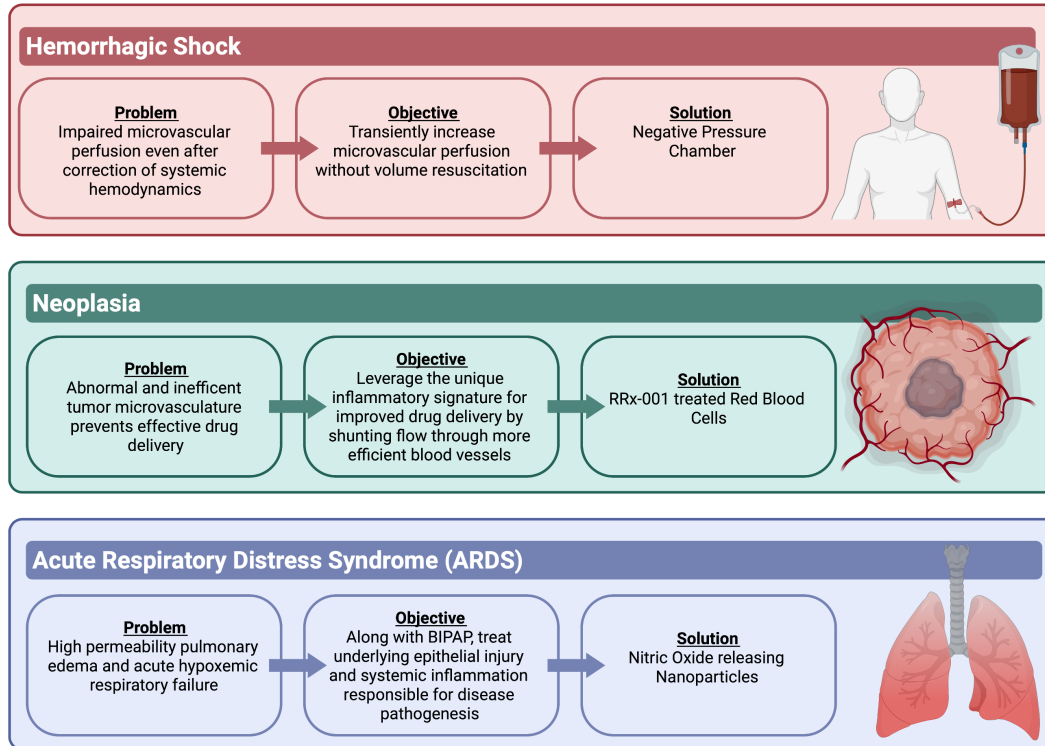 Hemorrhagic Shock
Problem
Impaired microvascular
perfusion even after
correction of systemic
hemodynamics
Objective
Transiently increase
microvascular perfusion
without volume resuscitation
Solution
Negative Pressure
Chamber
Neoplasia
Problem
Abnormal and inefficent
tumor microvasculature
prevents effective drug
delivery
Objective
Leverage the unique
inflammatory signature for
improved drug delivery by
shunting flow through more
efficient blood vessels
Solution
RRx-001 treated Red Blood
Cells
Acute Respiratory Distress Syndrome (ARDS)
Problem
High permeability pulmonary
edema and acute hypoxemic
respiratory failure
Objective
Along with BIPAP, treat
underlying epithelial injury
and systemic inflammation
responsible for disease
pathogenesis
Solution
Nitric Oxide releasing
Nanoparticles